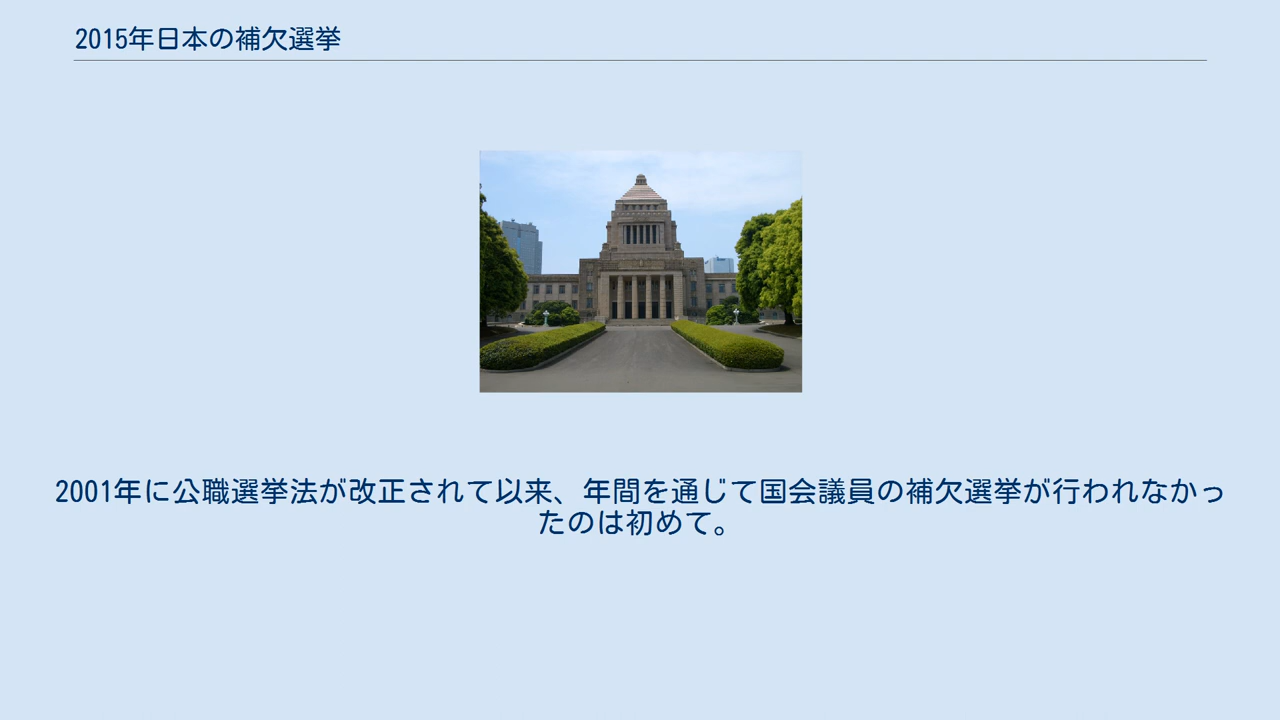 2015年日本の補欠選挙
2001年に公職選挙法が改正されて以来、年間を通じて国会議員の補欠選挙が行われなかっ
たのは初めて。